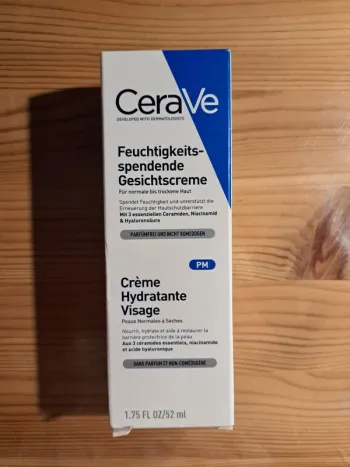 CeraVe
DEVELOPED WITH DERMATOLOGISTS
Feuchtigkeits-
spendende
Gesichtscreme
Für normale bis trockene Haut
Spendet Feuchtigkeit und unterstützt die
Erneuerung der Hautschutzbarriere
Mit 3 essenziellen Ceramiden, Niacinamid
& Hyaluronsäure
PARFÜMFREI UND NICHT KOMEDOGEN
PM
Crème
Hydratante
Visage
Peaux Normales à Sèches
Nourrit, hydrate et aide à restaurer la
barrière protectrice de la peau
Aux 3 céramides essentiels, niacinamide
et acide hyaluronique
SANS PARFUM ET NON-COMÉDOGÈNE
1.75 FL OZ/52 ml